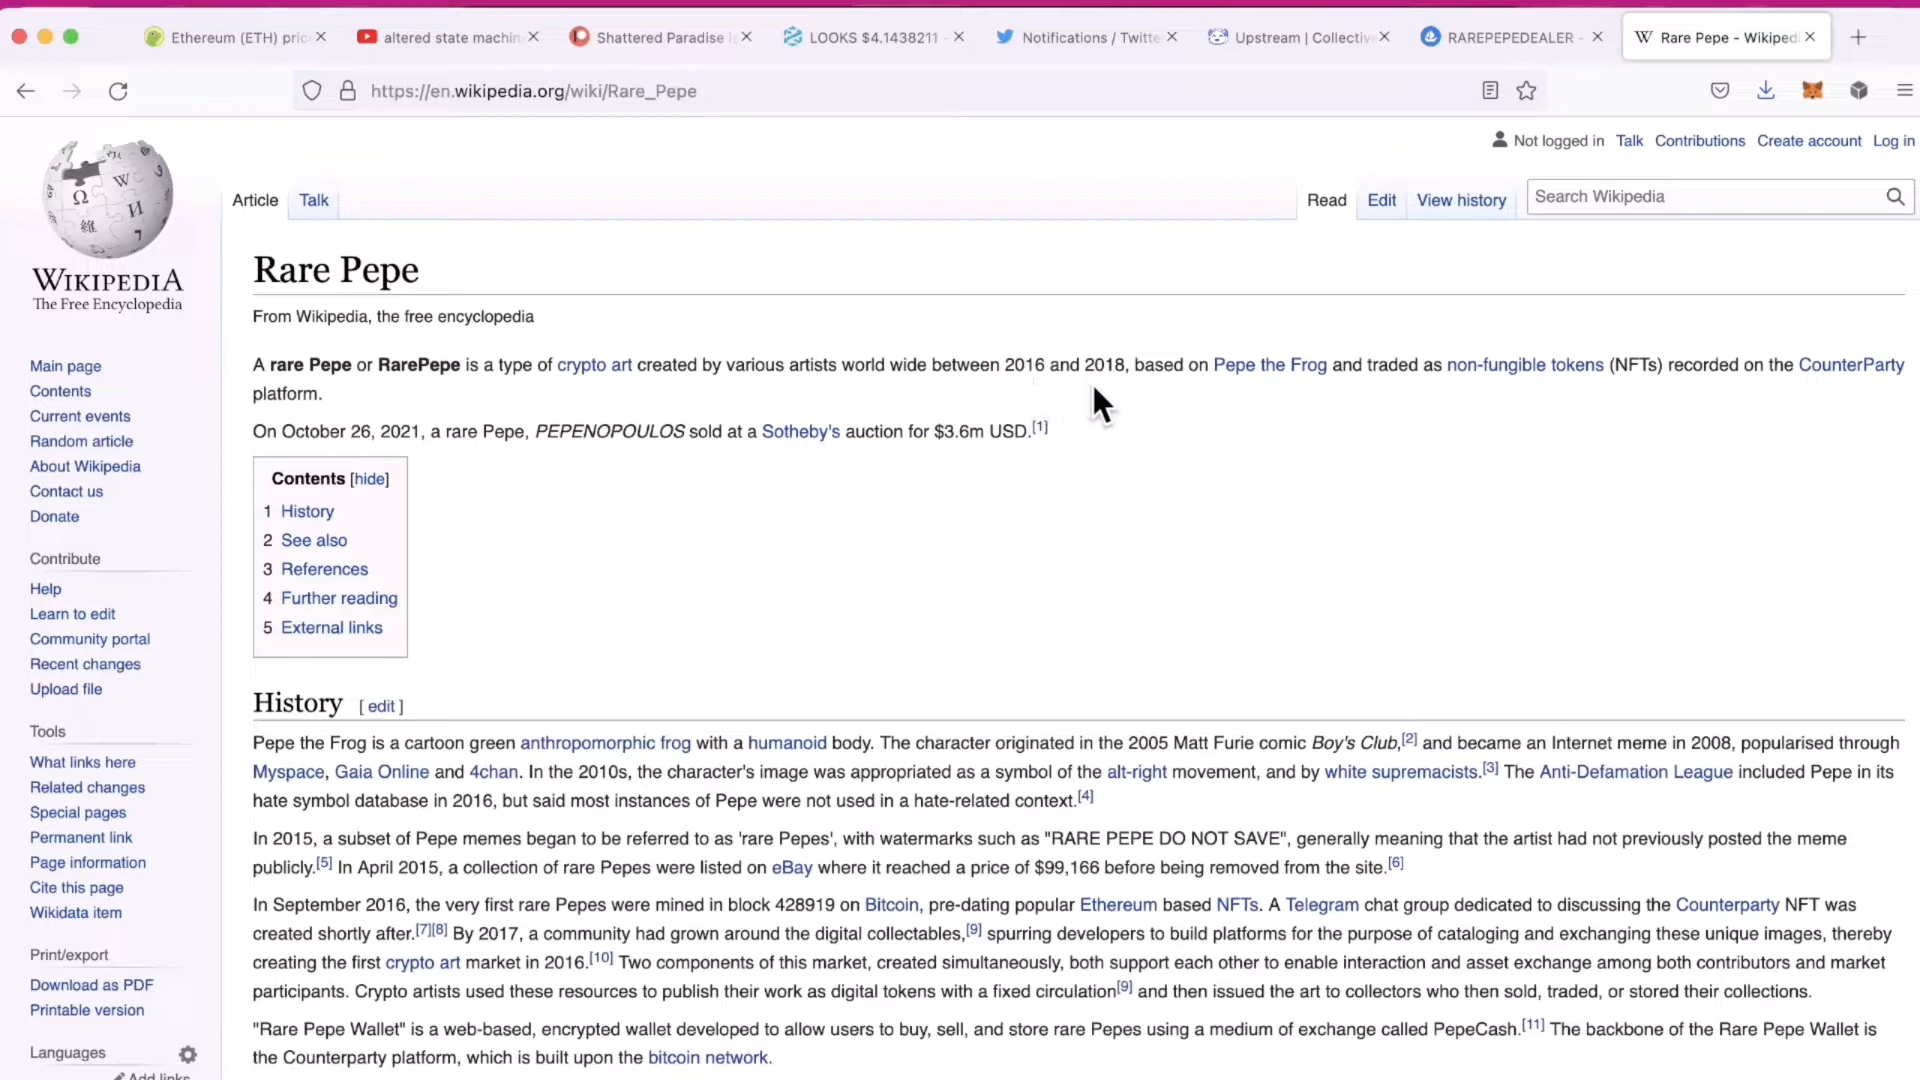 Ethereum (ETH) pric
altered state machin
Shattered Paradise
LOOKS $4.1438211 -
Notifications / Twitte
Upstream | Collective
RAREPEPEDEALER -
Rare Pepe - Wikiped
https://en.wikipedia.org/wiki/Rare_Pepe
Not logged in Talk Contributions Create account Log in
Article Talk Read Edit View history Search Wikipedia
WIKIPEDIA
The Free Encyclopedia
Rare Pepe
From Wikipedia, the free encyclopedia
A rare Pepe or RarePepe is a type of crypto art created by various artists world wide between 2016 and 2018, based on Pepe the Frog and traded as non-fungible tokens (NFTs) recorded on the CounterParty
platform.
On October 26, 2021, a rare Pepe, PEPENOPOULOS sold at a Sotheby's auction for $3.6m USD.[1]
Contents [hide]
1 History
2 See also
3 References
4 Further reading
5 External links
History [ edit ]
Pepe the Frog is a cartoon green anthropomorphic frog with a humanoid body. The character originated in the 2005 Matt Furie comic Boy's Club,[2] and became an Internet meme in 2008, popularised through
Myspace, Gaia Online and 4chan. In the 2010s, the character's image was appropriated as a symbol of the alt-right movement, and by white supremacists.[3] The Anti-Defamation League included Pepe in its
hate symbol database in 2016, but said most instances of Pepe were not used in a hate-related context.[4]
In 2015, a subset of Pepe memes began to be referred to as 'rare Pepes', with watermarks such as "RARE PEPE DO NOT SAVE", generally meaning that the artist had not previously posted the meme
publicly.[5] In April 2015, a collection of rare Pepes were listed on eBay where it reached a price of $99,166 before being removed from the site.[6]
In September 2016, the very first rare Pepes were mined in block 428919 on Bitcoin, pre-dating popular Ethereum based NFTs. A Telegram chat group dedicated to discussing the Counterparty NFT was
created shortly after.[7][8] By 2017, a community had grown around the digital collectables,[9] spurring developers to build platforms for the purpose of cataloging and exchanging these unique images, thereby
creating the first crypto art market in 2016.[10] Two components of this market, created simultaneously, both support each other to enable interaction and asset exchange among both contributors and market
participants. Crypto artists used these resources to publish their work as digital tokens with a fixed circulation[9] and then issued the art to collectors who then sold, traded, or stored their collections.
"Rare Pepe Wallet" is a web-based, encrypted wallet developed to allow users to buy, sell, and store rare Pepes using a medium of exchange called PepeCash.[11] The backbone of the Rare Pepe Wallet is
the Counterparty platform, which is built upon the bitcoin network.
Main page
Contents
Current events
Random article
About Wikipedia
Contact us
Donate
Contribute
Help
Learn to edit
Community portal
Recent changes
Upload file
Tools
What links here
Related changes
Special pages
Permanent link
Page information
Cite this page
Wikidata item
Print/export
Download as PDF
Printable version
Languages
Add links